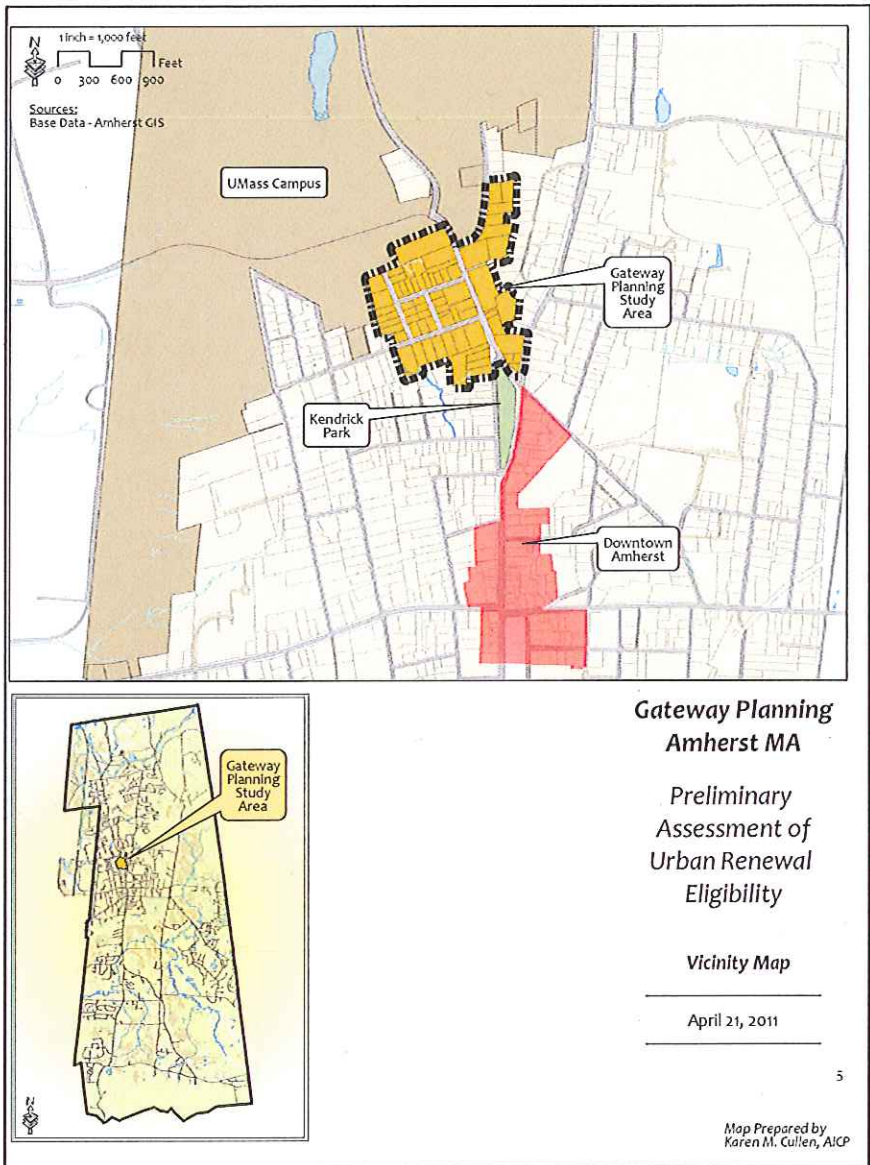 1 inch = 1,000 feet
N
Feet
0 300 600 900
Sources:
Base Data - Amherst GIS
UMass Campus
Gateway
Planning
Study
Area
Kendrick
Park
Downtown
Amherst
Gateway
Planning
Study
Area
N
Gateway Planning
Amherst MA
Preliminary
Assessment of
Urban Renewal
Eligibility
Vicinity Map
April 21, 2011
5
Map Prepared by
Karen M. Cullen, AICP